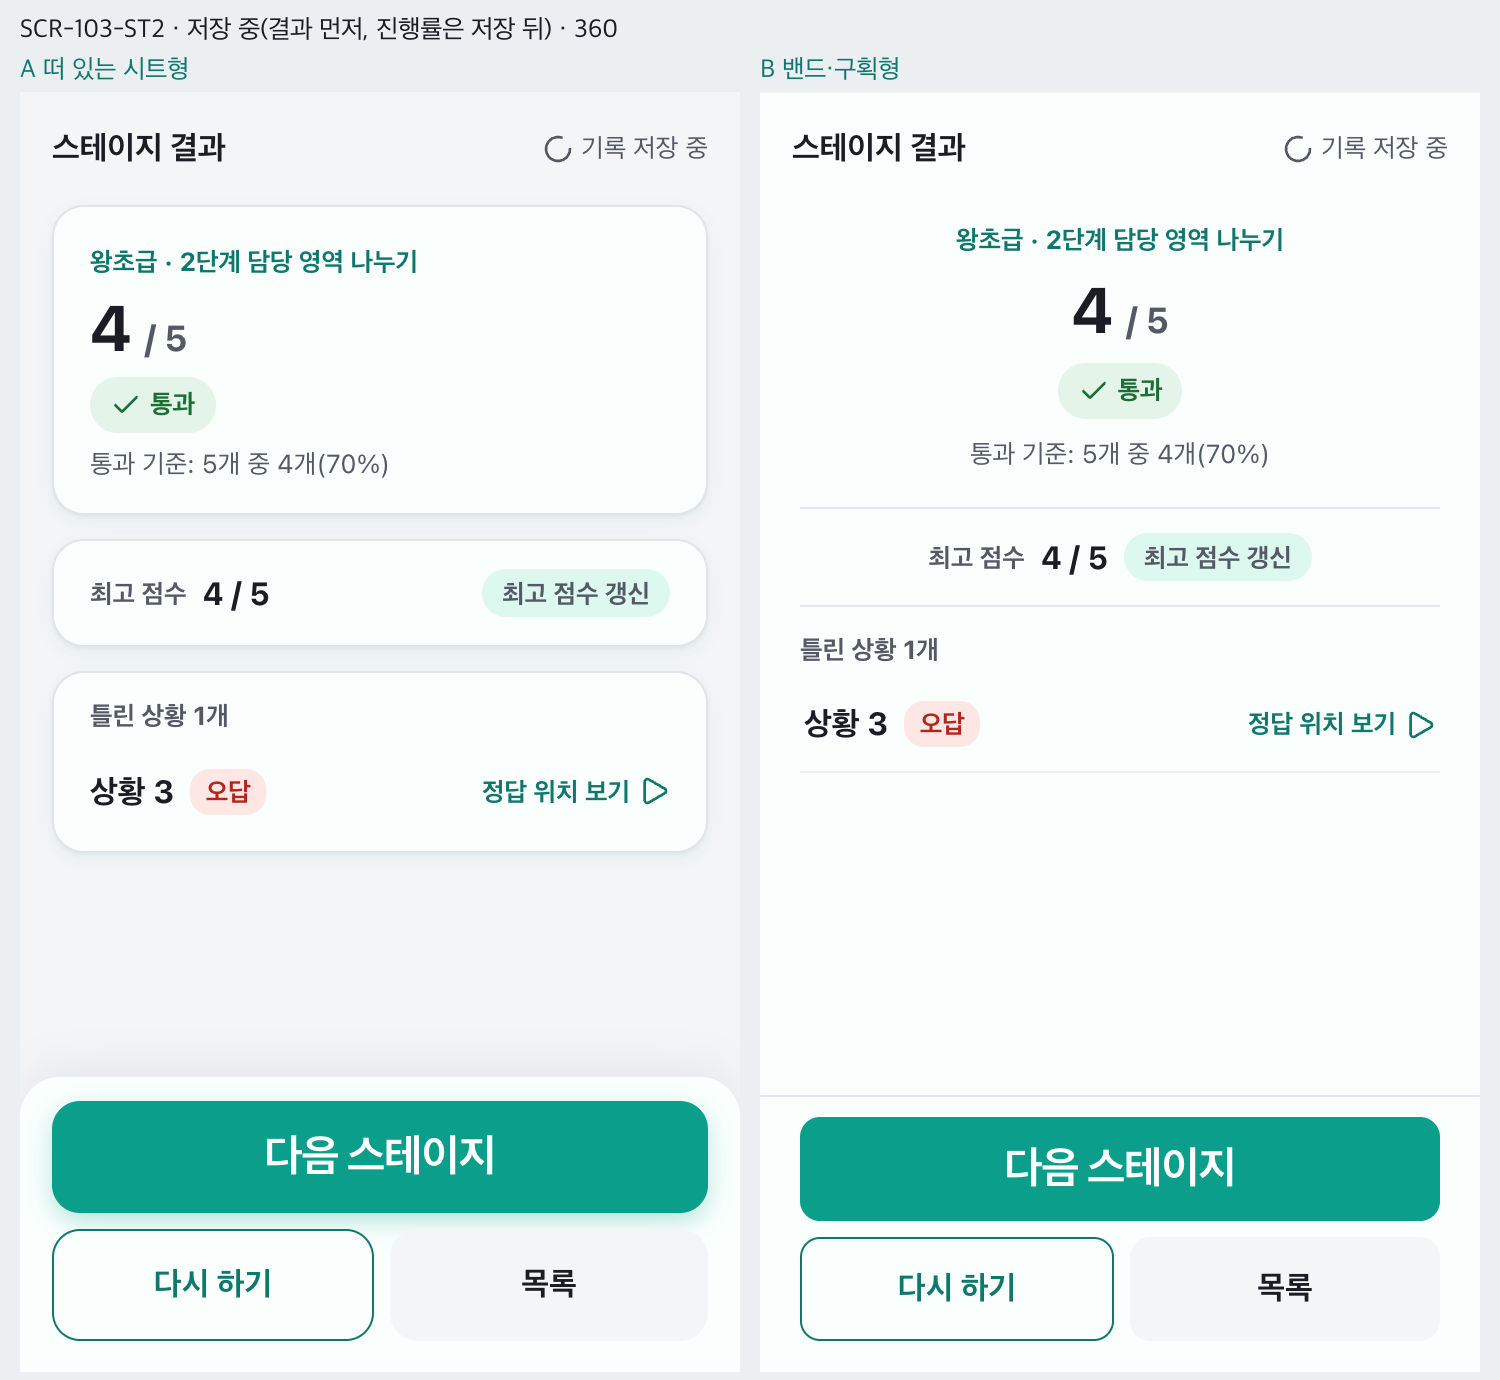 SCR-103-ST2 · 저장 중(결과 먼저, 진행률은 저장 뒤) · 360
A 떠 있는 시트형
스테이지 결과
기록 저장 중
왕초급 · 2단계 담당 영역 나누기
4 / 5
통과
통과 기준: 5개 중 4개(70%)
최고 점수 4 / 5 최고 점수 갱신
틀린 상황 1개
상황 3 오답 정답 위치 보기
다음 스테이지
다시 하기 목록
B 밴드·구획형
스테이지 결과
기록 저장 중
왕초급 · 2단계 담당 영역 나누기
4 / 5
통과
통과 기준: 5개 중 4개(70%)
최고 점수 4 / 5 최고 점수 갱신
틀린 상황 1개
상황 3 오답 정답 위치 보기
다음 스테이지
다시 하기 목록